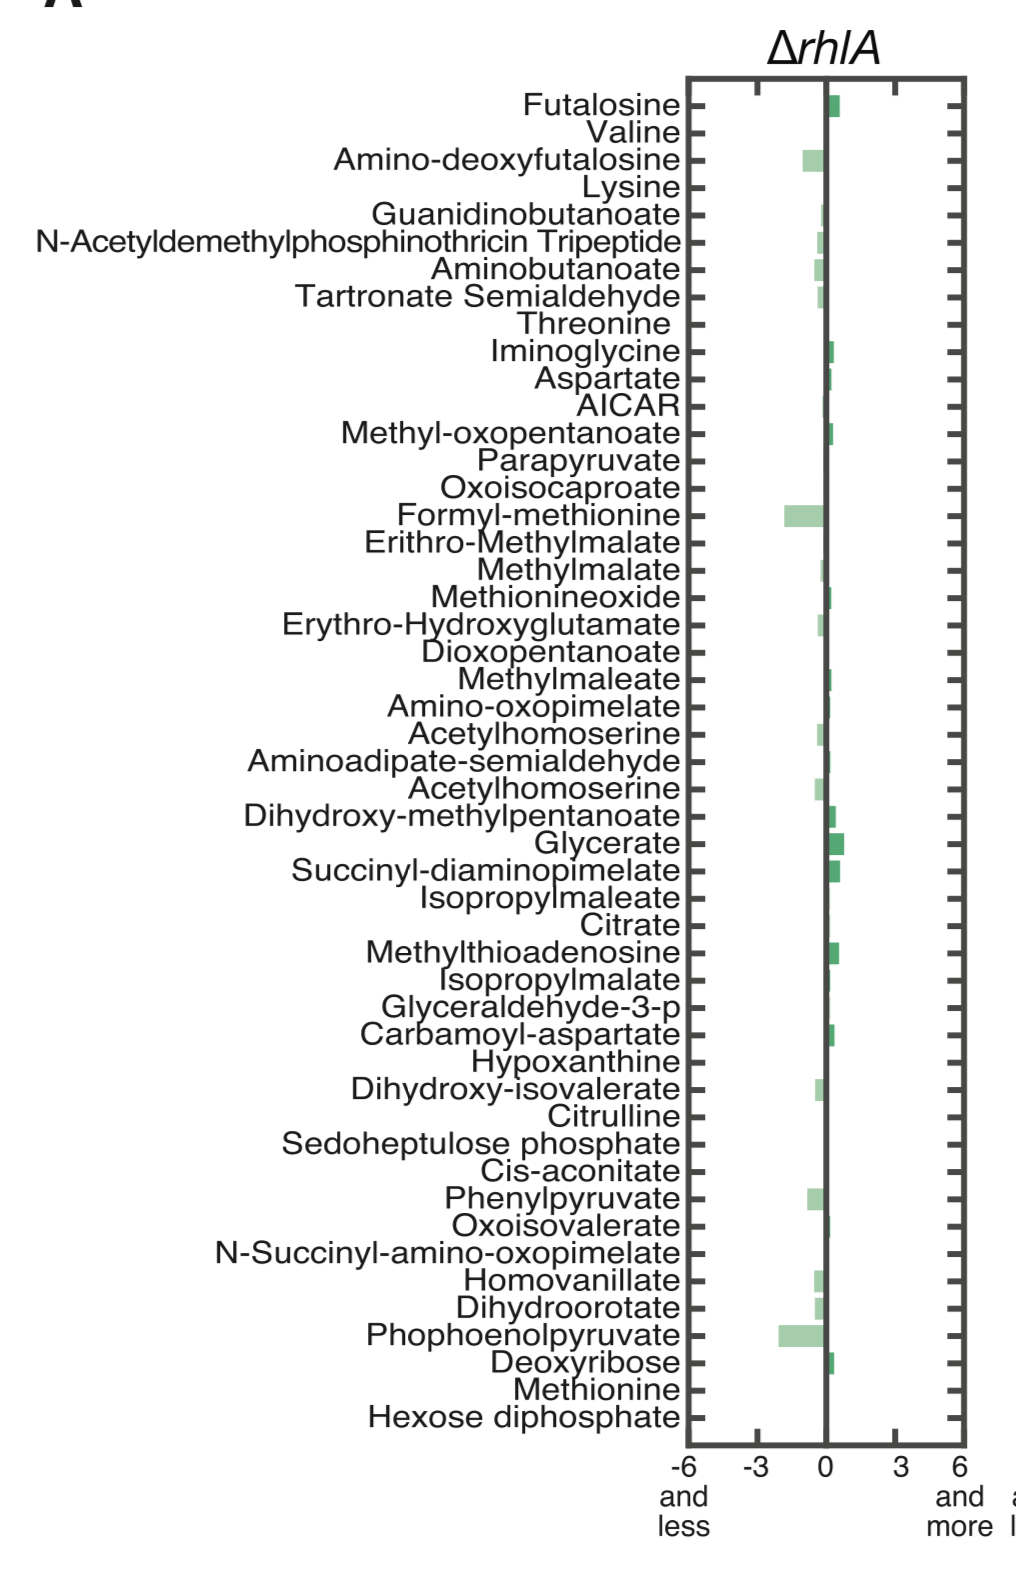 ΔrhlA
Futalosine
Valine
Amino-deoxyfutalosine
Lysine
Guanidinobutanoate
N-Acetyldemethylphosphinothricin Tripeptide
Aminobutanoate
Tartronate Semialdehyde
Threonine
Iminoglycine
Aspartate
AICAR
Methyl-oxopentanoate
Parapyruvate
Oxoisocaproate
Formyl-methionine
Erithro-Methylmalate
Methylmalate
Methionineoxide
Erythro-Hydroxyglutamate
Dioxopentanoate
Methylmaleate
Amino-oxopimelate
Acetylhomoserine
Aminoadipate-semialdehyde
Acetylhomoserine
Dihydroxy-methylpentanoate
Glycerate
Succinyl-diaminopimelate
Isopropylmaleate
Citrate
Methylthioadenosine
Isopropylmalate
Glyceraldehyde-3-p
Carbamoyl-aspartate
Hypoxanthine
Dihydroxy-isovalerate
Citrulline
Sedoheptulose phosphate
Cis-aconitate
Phenylpyruvate
Oxoisovalerate
N-Succinyl-amino-oxopimelate
Homovanillate
Dihydroorotate
Phophoenolpyruvate
Deoxyribose
Methionine
Hexose diphosphate
-6 -3 0 3 6
and and
less more